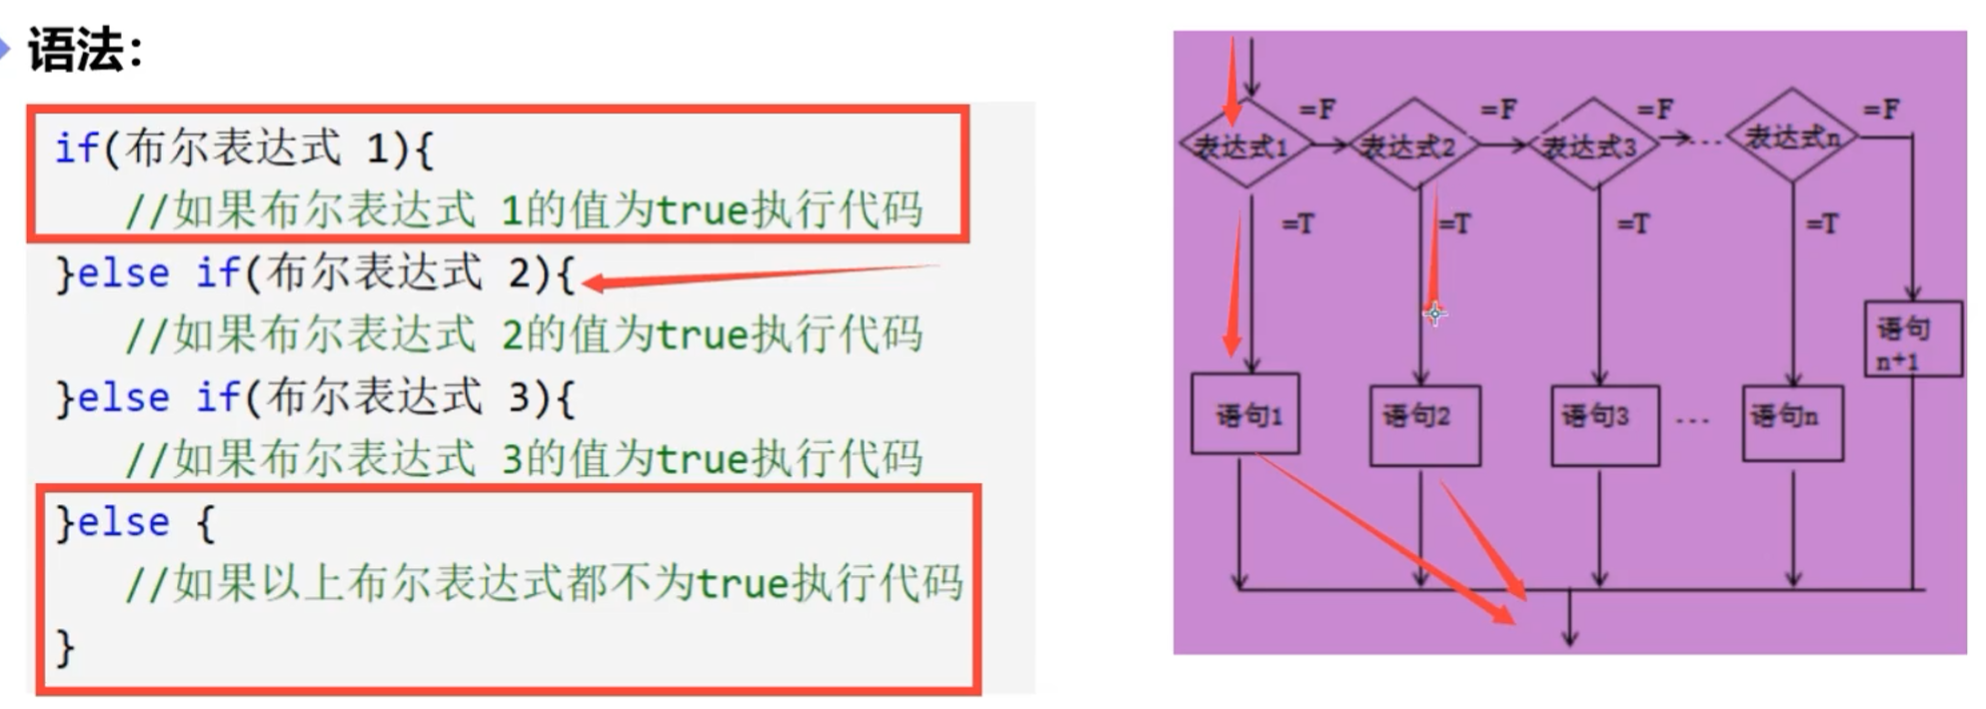 语法：
if(布尔表达式 1){
//如果布尔表达式 1的值为true执行代码
}else if(布尔表达式 2){
//如果布尔表达式 2的值为true执行代码
}else if(布尔表达式 3){
//如果布尔表达式 3的值为true执行代码
}else {
//如果以上布尔表达式都不为true执行代码
}
=F
=F
=F
=F
表达式1
表达式2
表达式3
...
表达式n
=T
=T
=T
=T
语句
n+1
语句1
语句2
语句3
...
语句n